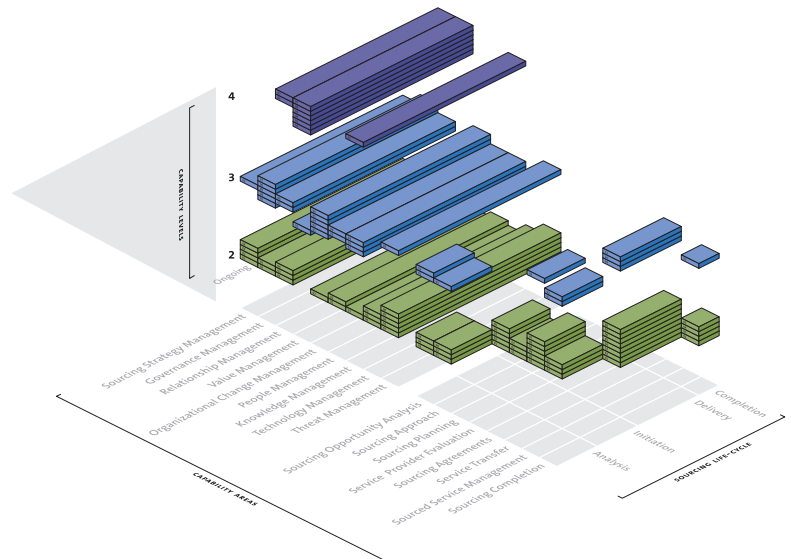 4
3
2
CAPABILITY LEVELS
Ongoing
Sourcing Strategy Management
Governance Management
Relationship Management
Value Management
Organizational Change Management
People Management
Knowledge Management
Technology Management
Threat Management
Sourcing Opportunity Analysis
Sourcing Approach
Sourcing Planning
Service Provider Evaluation
Sourcing Agreements
Service Transfer
Sourced Service Management
Sourcing Completion
Analysis
Initiation
Delivery
Completion
CAPABILITY AREAS
SOURCING LIFE-CYCLE